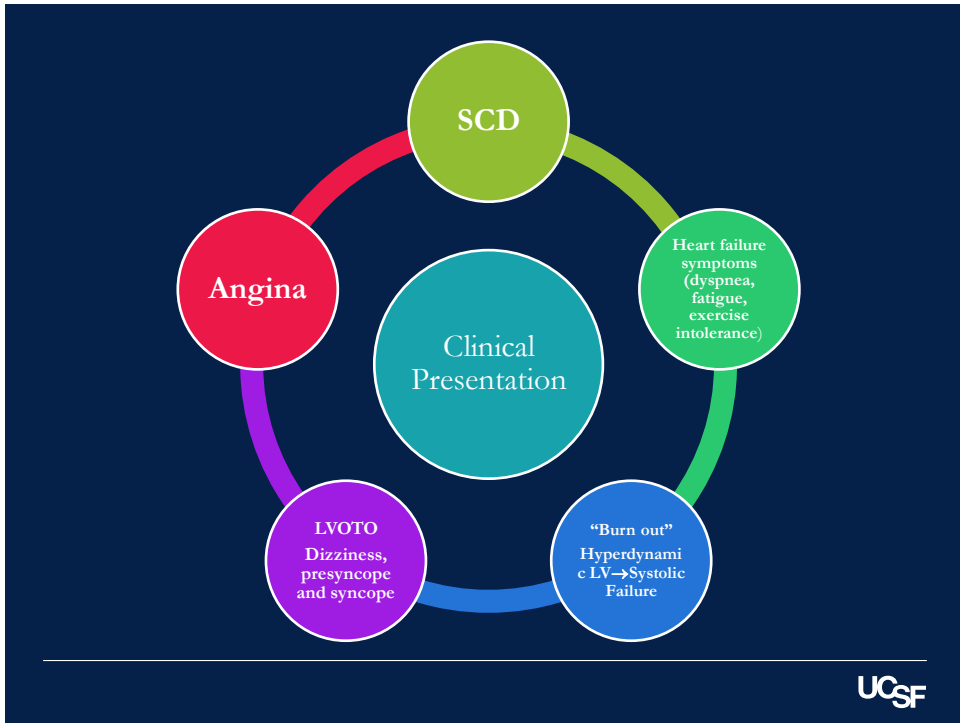 SCD
Heart failure
symptoms
(dyspnea,
fatigue,
exercise
intolerance)
“Burn out”
Hyperdynami
c LV→Systolic
Failure
LVOTO
Dizziness,
presyncope
and syncope
Angina
Clinical
Presentation
UCSF